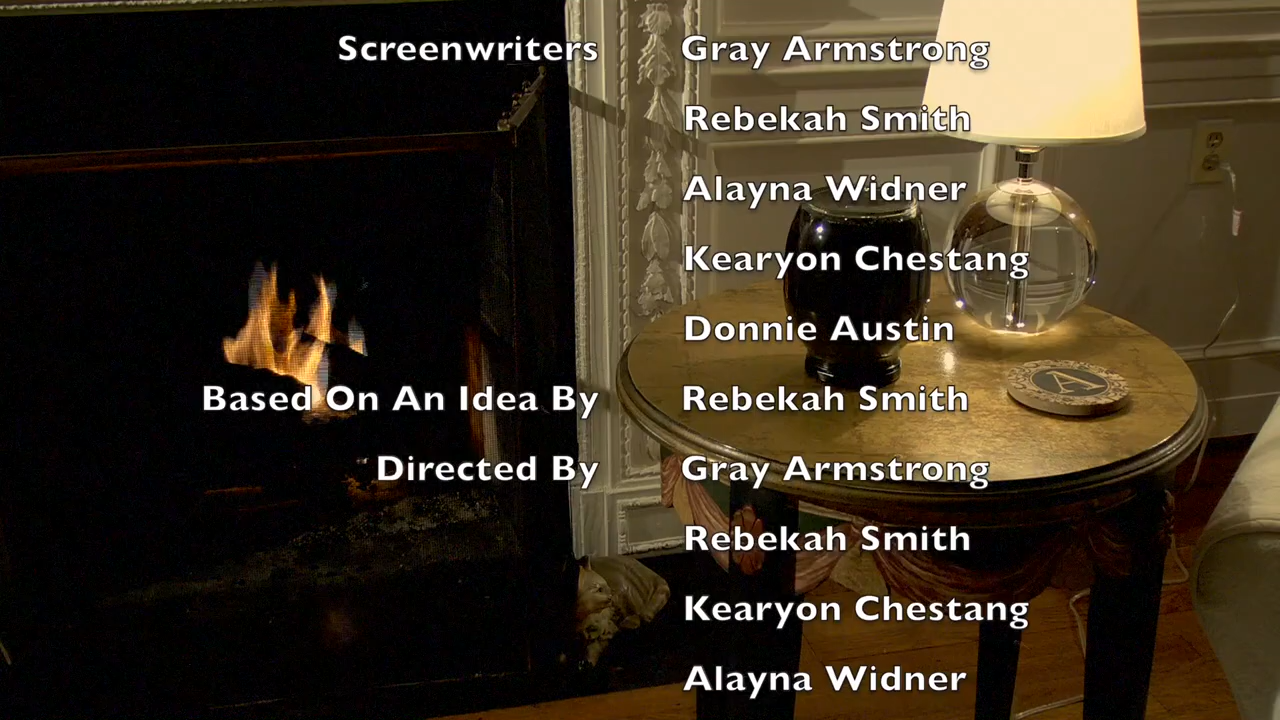 Screenwriters Gray Armstrong
Rebekah Smith
Alayna Widner
Kearyon Chestang
Donnie Austin
Based On An Idea By Rebekah Smith
Directed By Gray Armstrong
Rebekah Smith
Kearyon Chestang
Alayna Widner
A